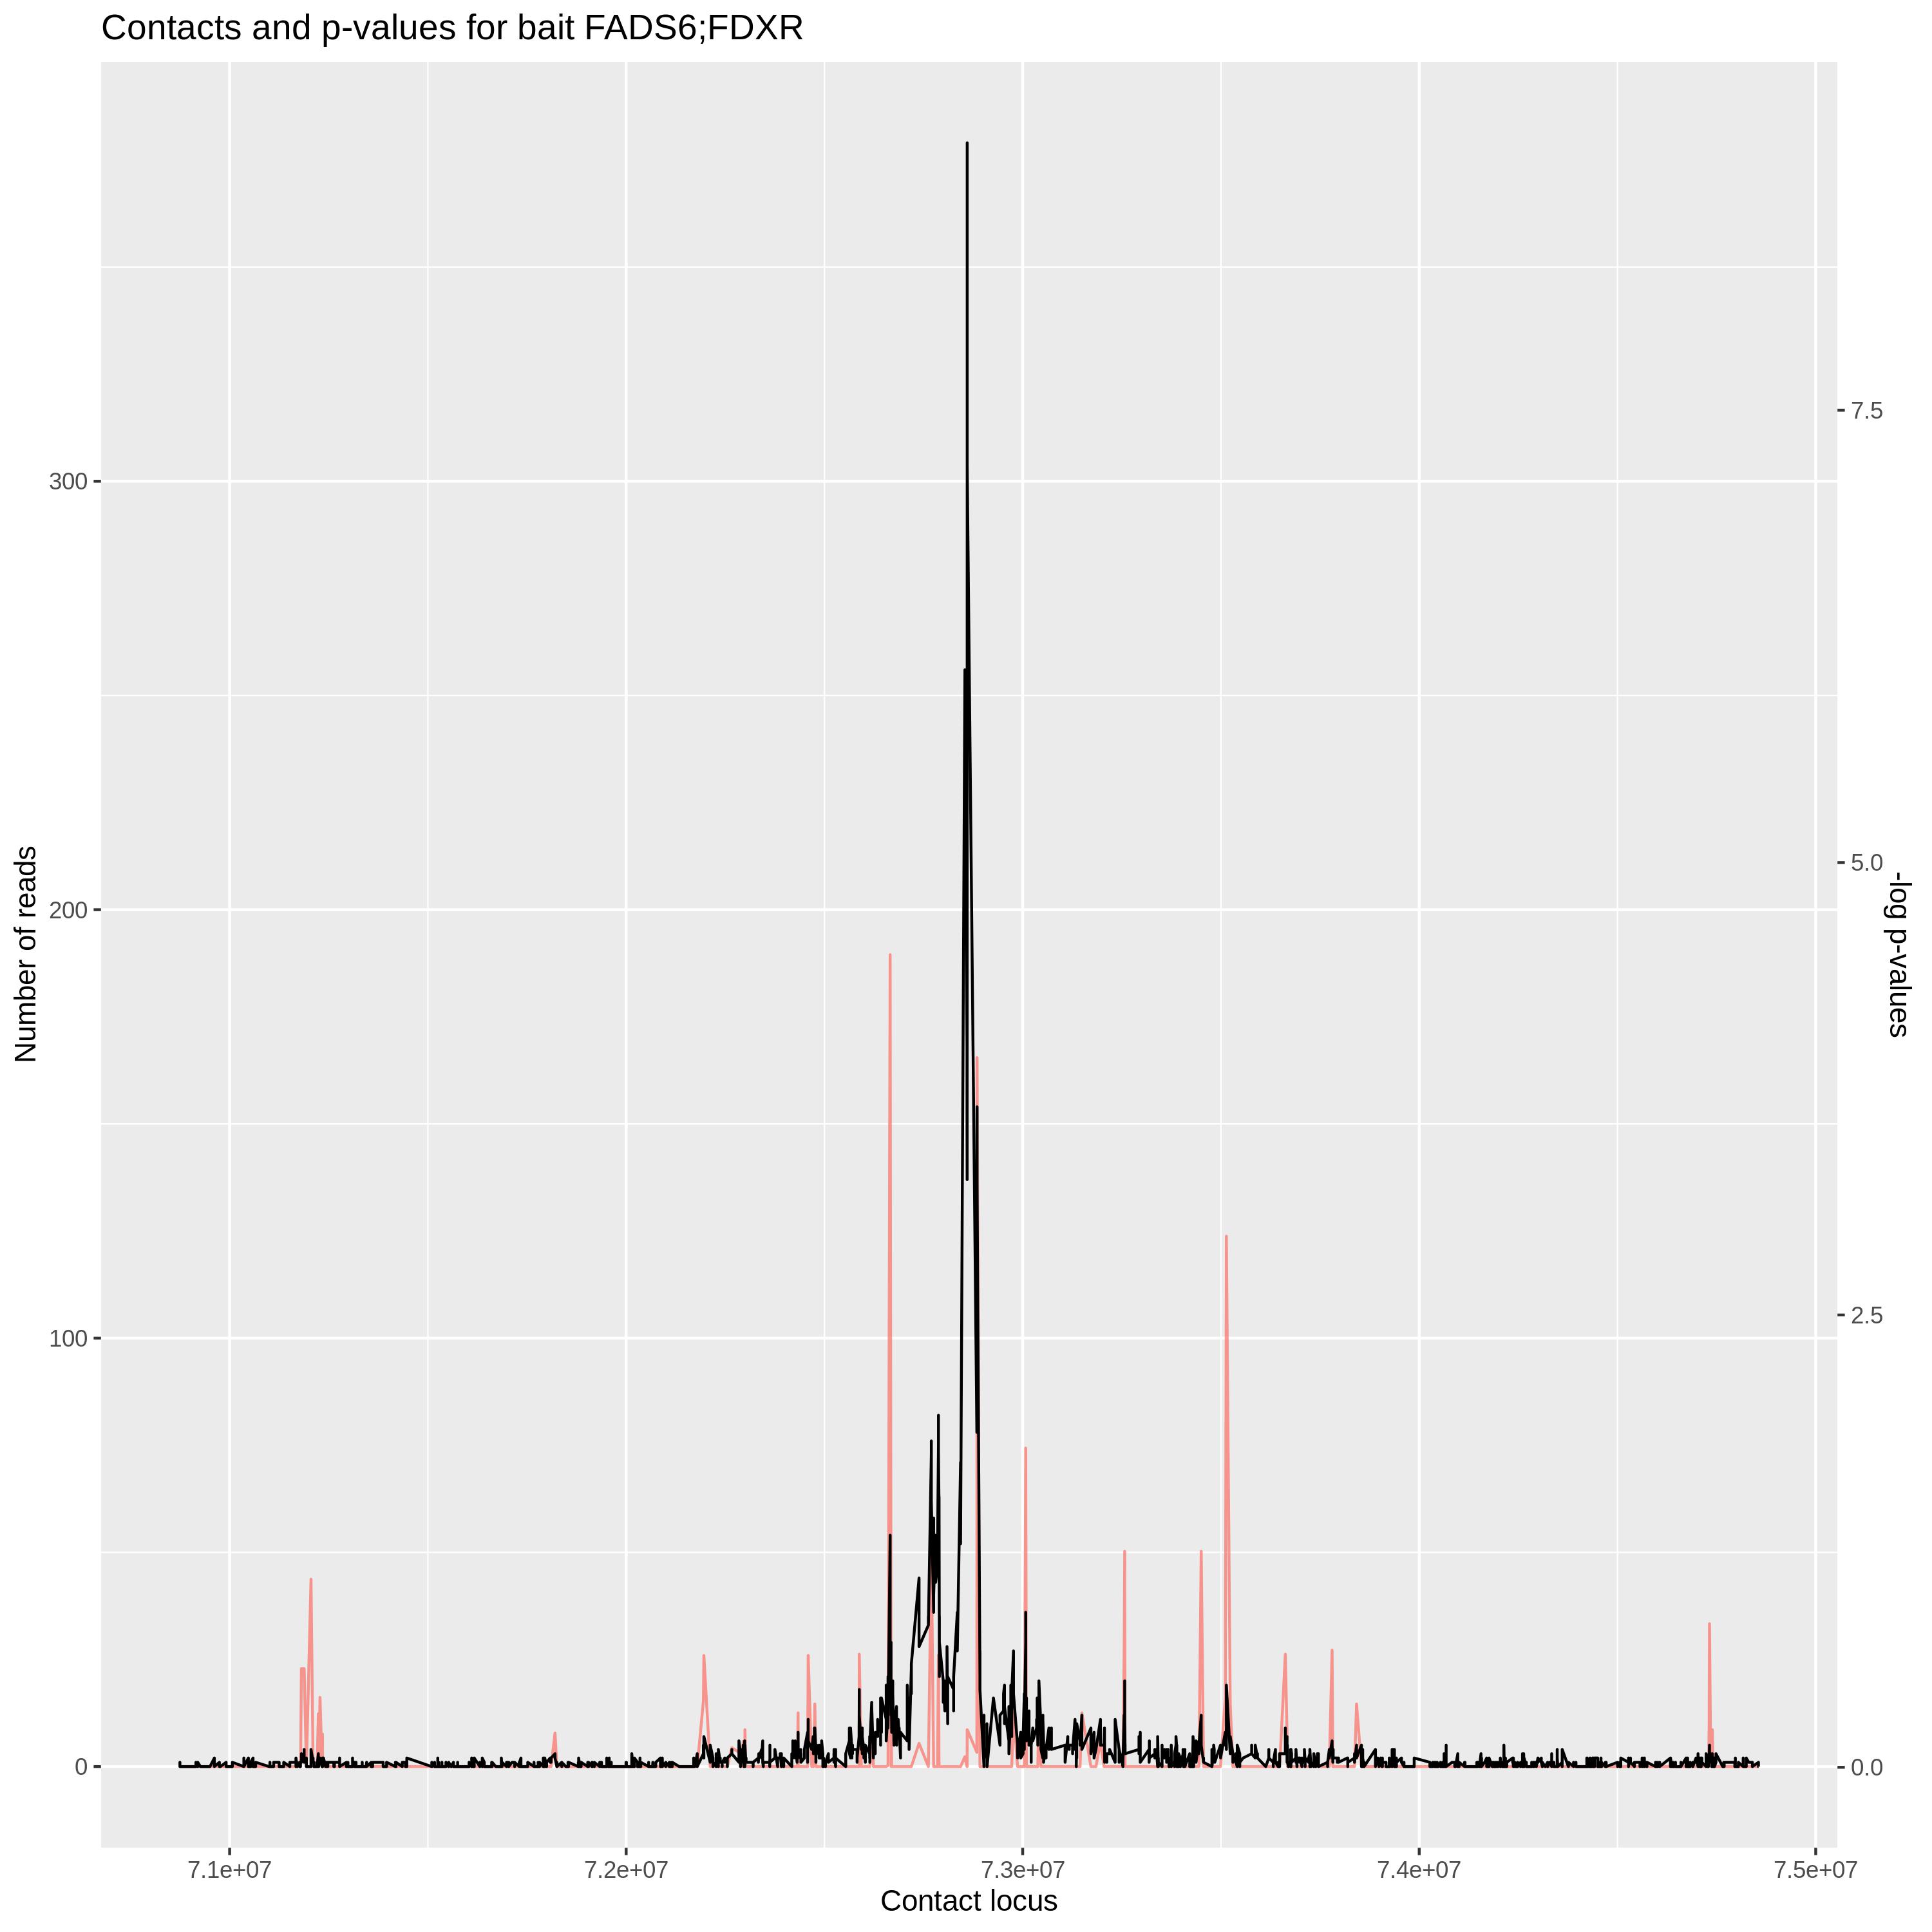 Contacts and p-values for bait FADS6;FDXR
Number of reads
300
200
100
0
7.5
5.0
2.5
0.0
-log p-values
7.1e+07
7.2e+07
7.3e+07
7.4e+07
7.5e+07
Contact locus